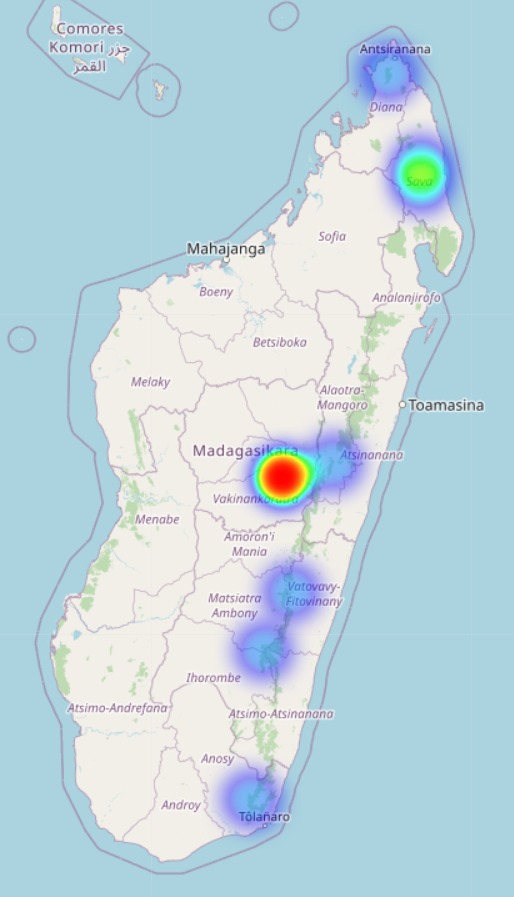 Comores
Komori جزر
القمر
Antsiranana
Diana
Sava
Sofia
Mahajanga
Boeny
Analanjirofo
Betsiboka
Melaky
Alaotra-
Mangoro
Toamasina
Madagasikara
Atsinanana
Vakinankaratra
Menabe
Amoron'i
Mania
Vatovavy-
Fitovinany
Matsiatra
Ambony
Ihorombe
Atsimo-Andrefana
Atsimo-Atsinanana
Anosy
Androy
Tôlañaro